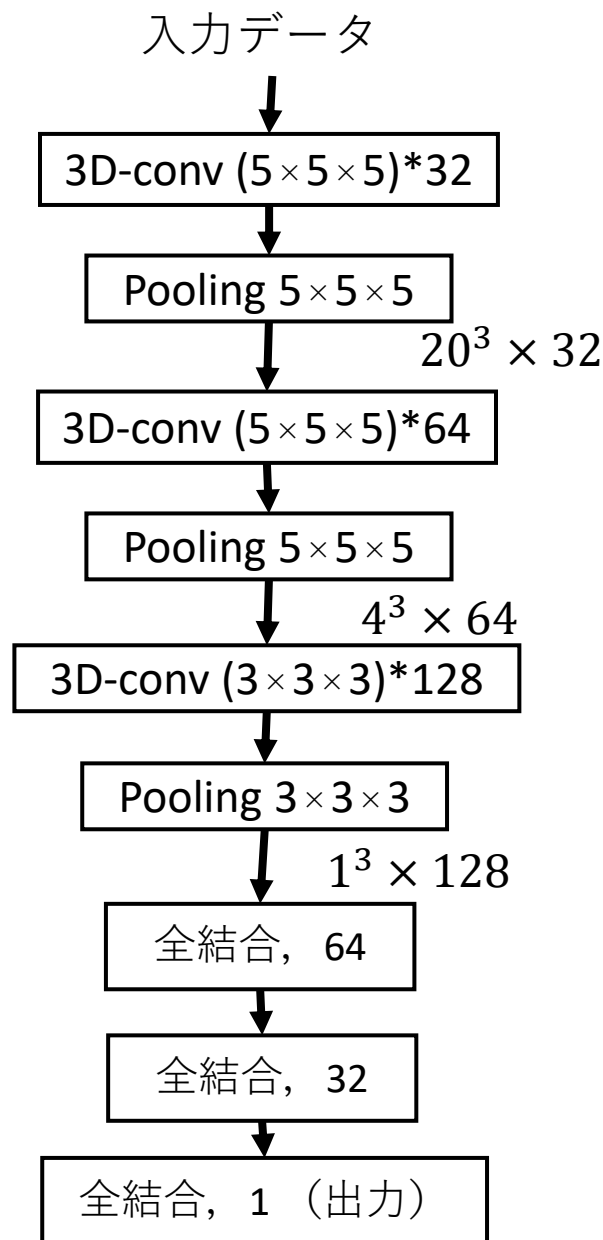 入力データ
3D-conv (5×5×5)*32
Pooling 5×5×5
20³ × 32
3D-conv (5×5×5)*64
Pooling 5×5×5
4³ × 64
3D-conv (3×3×3)*128
Pooling 3×3×3
1³ × 128
全結合, 64
全結合, 32
全結合, 1 （出力）